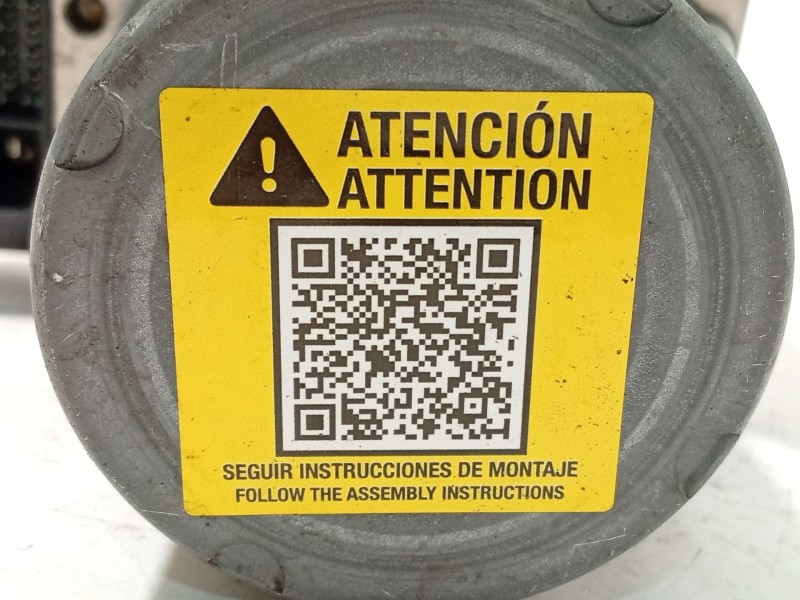 ATENCIÓN
ATTENTION
SEGUIR INSTRUCCIONES DE MONTAJE
FOLLOW THE ASSEMBLY INSTRUCTIONS